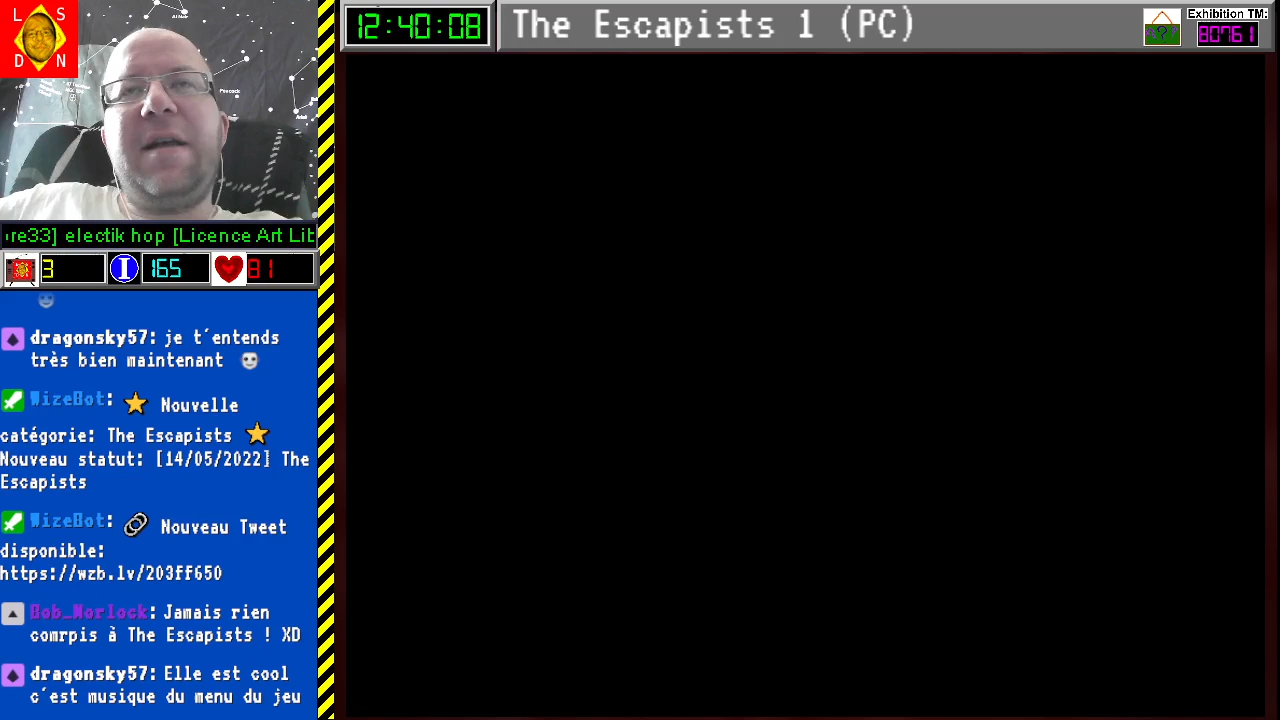 L S
D N
12:40:08
The Escapists 1 (PC)
Exhibition TM:
80761
re33] electik hop [Licence Art Lib
3
I
165
81
dragonsky57: je t´entends
très bien maintenant
WizeBot: Nouvelle
catégorie: The Escapists
Nouveau statut: [14/05/2022] The
Escapists
WizeBot: Nouveau Tweet
disponible:
https://wzb.lv/203ff650
Bob_Morlock: Jamais rien
comrpis à The Escapists ! XD
dragonsky57: Elle est cool
c´est musique du menu du jeu